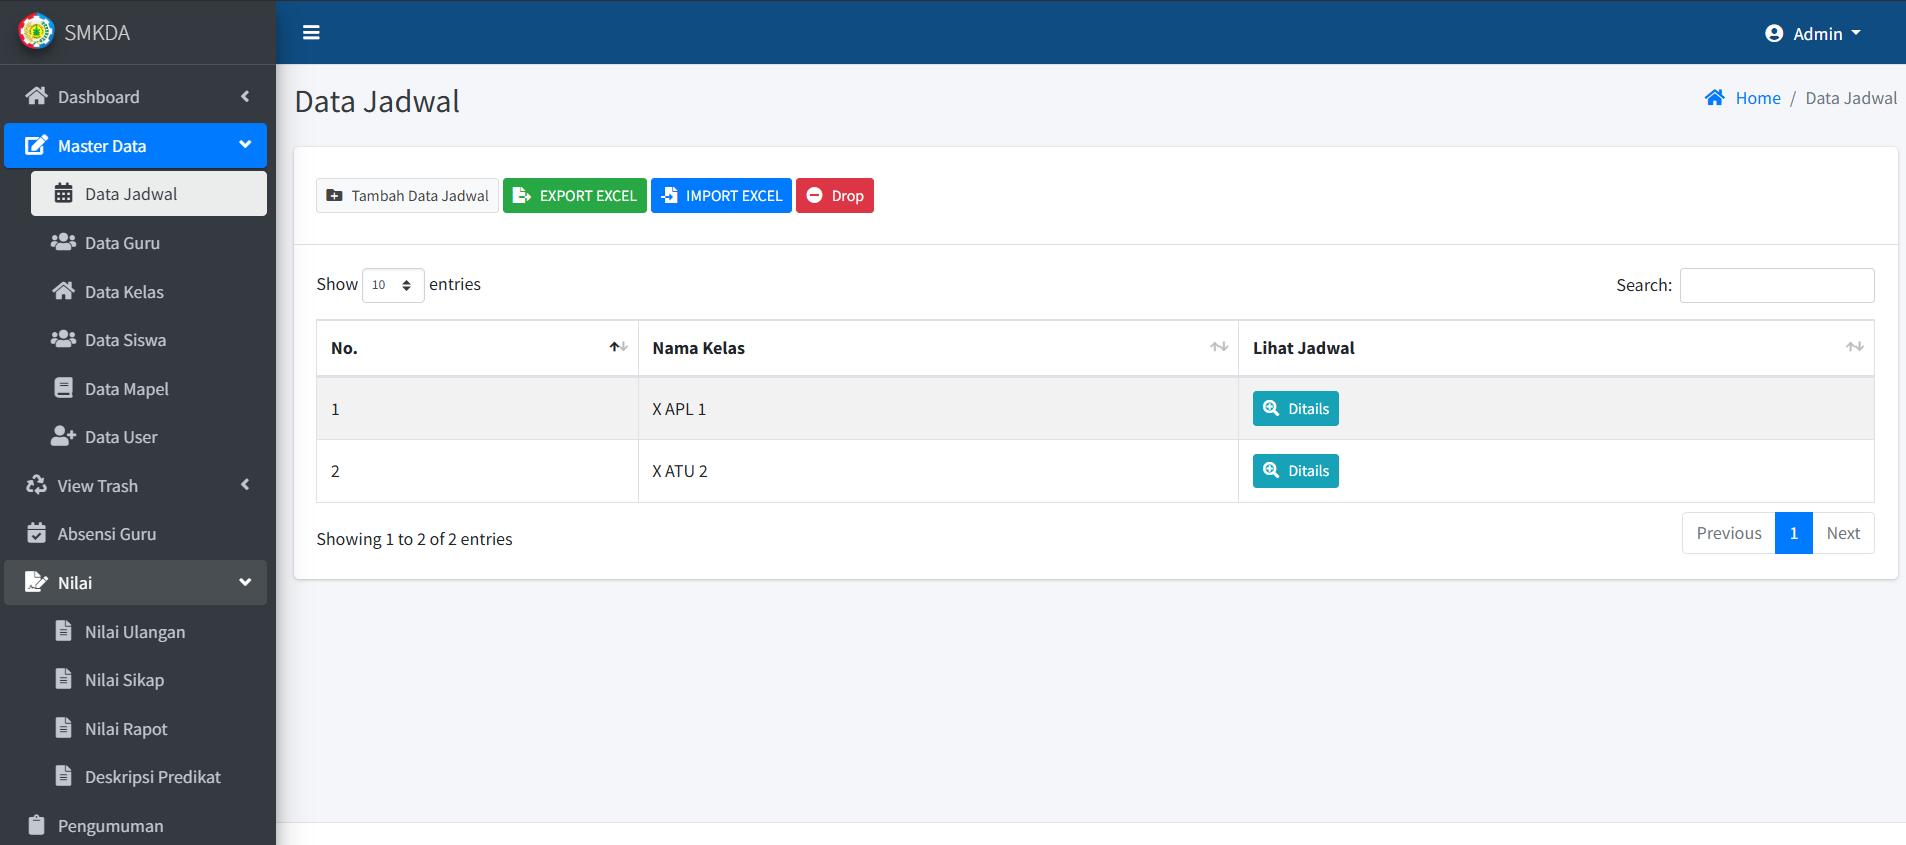 SMKDA
Admin
Dashboard
Master Data
Data Jadwal
Data Guru
Data Kelas
Data Siswa
Data Mapel
Data User
View Trash
Absensi Guru
Nilai
Nilai Ulangan
Nilai Sikap
Nilai Rapot
Deskripsi Predikat
Pengumuman
Data Jadwal
Home / Data Jadwal
Tambah Data Jadwal EXPORT EXCEL IMPORT EXCEL Drop
Show 10 entries
Search:
No. Nama Kelas Lihat Jadwal
1 X APL 1 Ditails
2 X ATU 2 Ditails
Showing 1 to 2 of 2 entries
Previous 1 Next